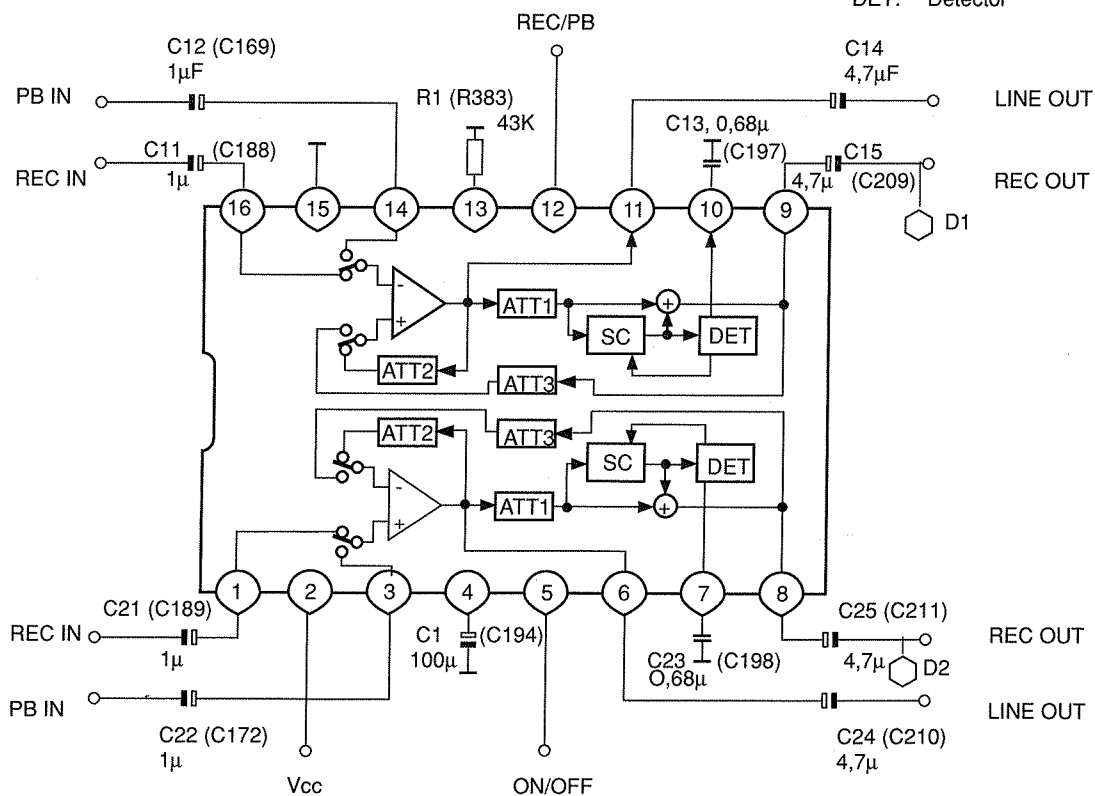 DET. Detector
REC/PB
C12 (C169)
1µF
C14
4,7µF
PB IN
R1 (R383)
43K
C13, 0,68µ
(C197)
LINE OUT
C11 (C188)
1µ
REC IN
C15
4,7µ (C209)
REC OUT
D1
16 15 14 13 12 11 10 9
- +
ATT1
+
SC
DET
ATT2
ATT3
ATT2
ATT3
SC
DET
- +
ATT1
+
1 2 3 4 5 6 7 8
C21 (C189)
1µ
REC IN
C1 (C194)
100µ
C23 (C198)
O,68µ
C25 (C211)
4,7µ
REC OUT
D2
PB IN
C22 (C172)
1µ
LINE OUT
C24 (C210)
4,7µ
Vcc
ON/OFF